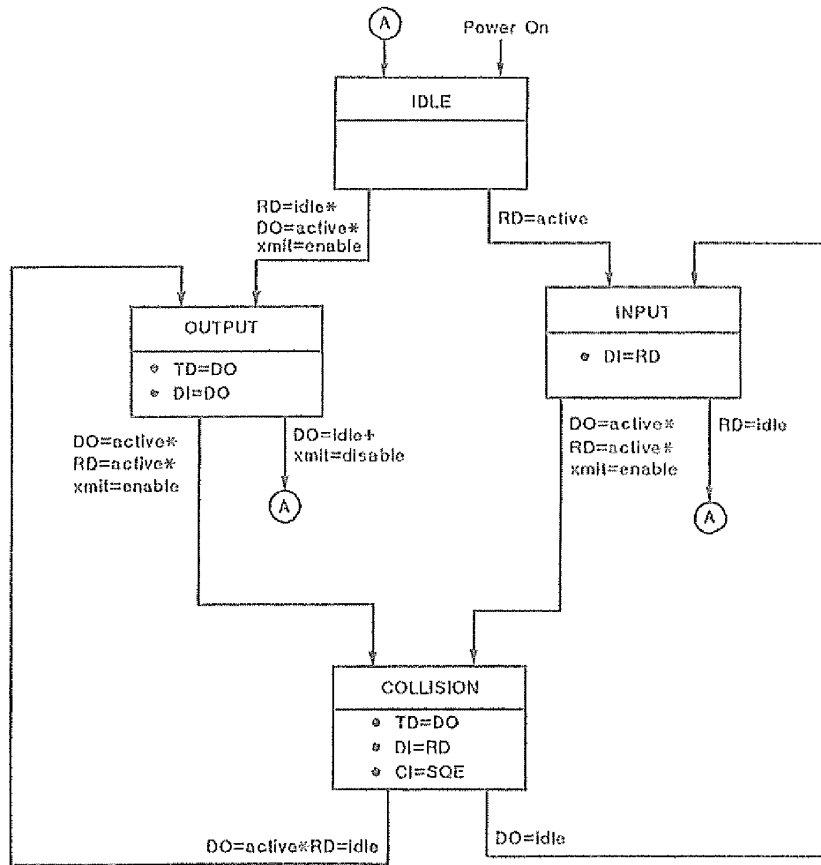 A
Power On
IDLE
RD=idle*
DO=active*
xmit=enable
RD=active
OUTPUT
TD=DO
DI=DO
INPUT
DI=RD
DO=active*
RD=active*
xmit=enable
DO=idle+
xmit=disable
A
DO=active*
RD=active*
xmit=enable
RD=idle
A
COLLISION
TD=DO
DI=RD
CI=SQE
DO=active*RD=idle
DO=idle